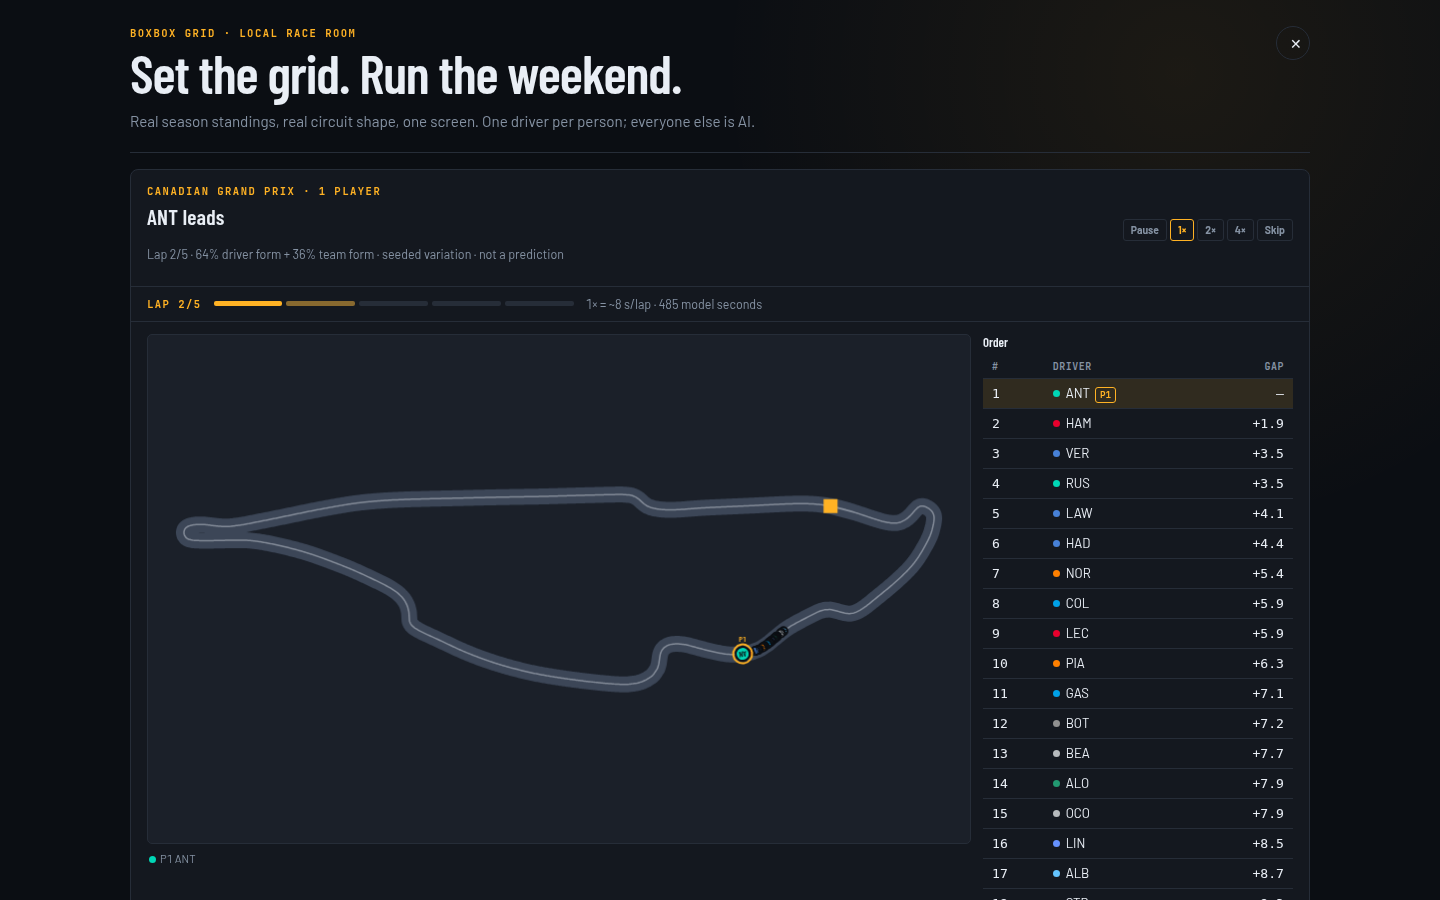 BOXBOX GRID · LOCAL RACE ROOM
✕
Set the grid. Run the weekend.
Real season standings, real circuit shape, one screen. One driver per person; everyone else is AI.
CANADIAN GRAND PRIX · 1 PLAYER
ANT leads
Pause 1× 2× 4× Skip
Lap 2/5 · 64% driver form + 36% team form · seeded variation · not a prediction
LAP 2/5
1× = ~8 s/lap · 485 model seconds
Order
# DRIVER GAP
1 ANT P1 —
2 HAM +1.9
3 VER +3.5
4 RUS +3.5
5 LAW +4.1
6 HAD +4.4
7 NOR +5.4
8 COL +5.9
9 LEC +5.9
10 PIA +6.3
11 GAS +7.1
12 BOT +7.2
13 BEA +7.7
14 ALO +7.9
15 OCO +7.9
16 LIN +8.5
17 ALB +8.7
P1
P1 ANT